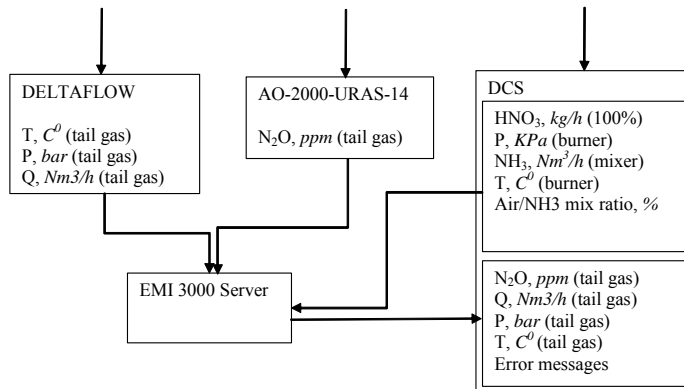 DELTAFLOW
T, C⁰ (tail gas)
P, bar (tail gas)
Q, Nm3/h (tail gas)
AO-2000-URAS-14
N₂O, ppm (tail gas)
DCS
HNO₃, kg/h (100%)
P, KPa (burner)
NH₃, Nm³/h (mixer)
T, C⁰ (burner)
Air/NH3 mix ratio, %
EMI 3000 Server
N₂O, ppm (tail gas)
Q, Nm3/h (tail gas)
P, bar (tail gas)
T, C⁰ (tail gas)
Error messages